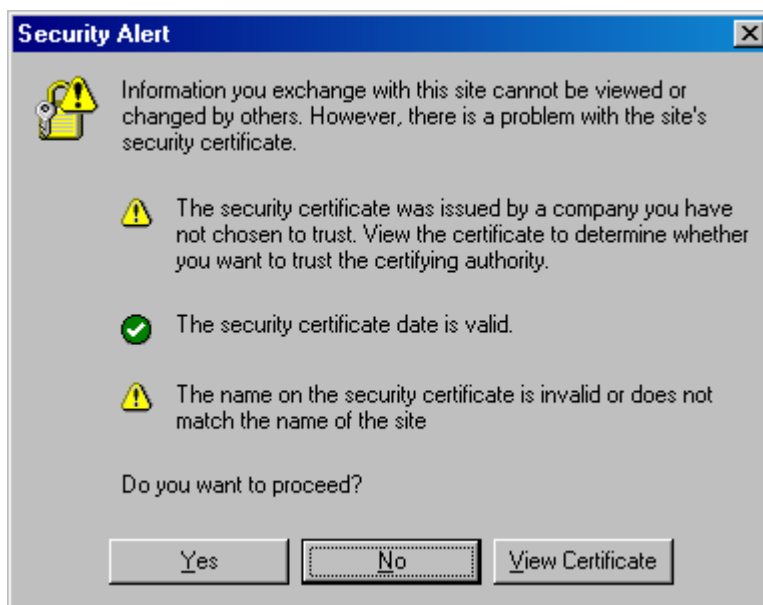 Security Alert
Information you exchange with this site cannot be viewed or
changed by others. However, there is a problem with the site's
security certificate.
The security certificate was issued by a company you have
not chosen to trust. View the certificate to determine whether
you want to trust the certifying authority.
The security certificate date is valid.
The name on the security certificate is invalid or does not
match the name of the site
Do you want to proceed?
Yes No View Certificate